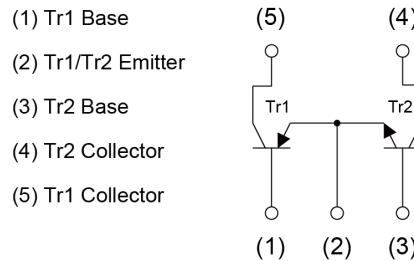 (1) Tr1 Base
(2) Tr1/Tr2 Emitter
(3) Tr2 Base
(4) Tr2 Collector
(5) Tr1 Collector
(5) (4)
Tr1 Tr2
(1) (2) (3)